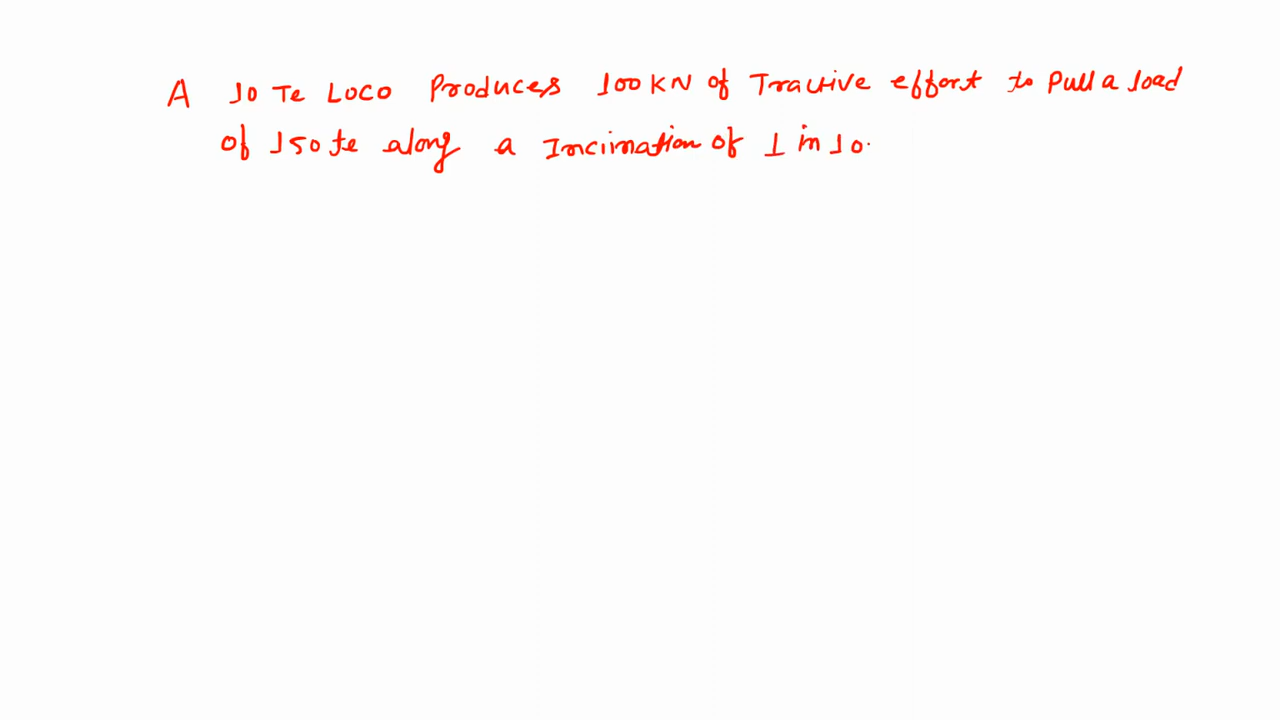 A 10 Te Loco Produces 100 KN of Tractive effort to Pull a load
of 150 te along a Incimation of 1 in 10.